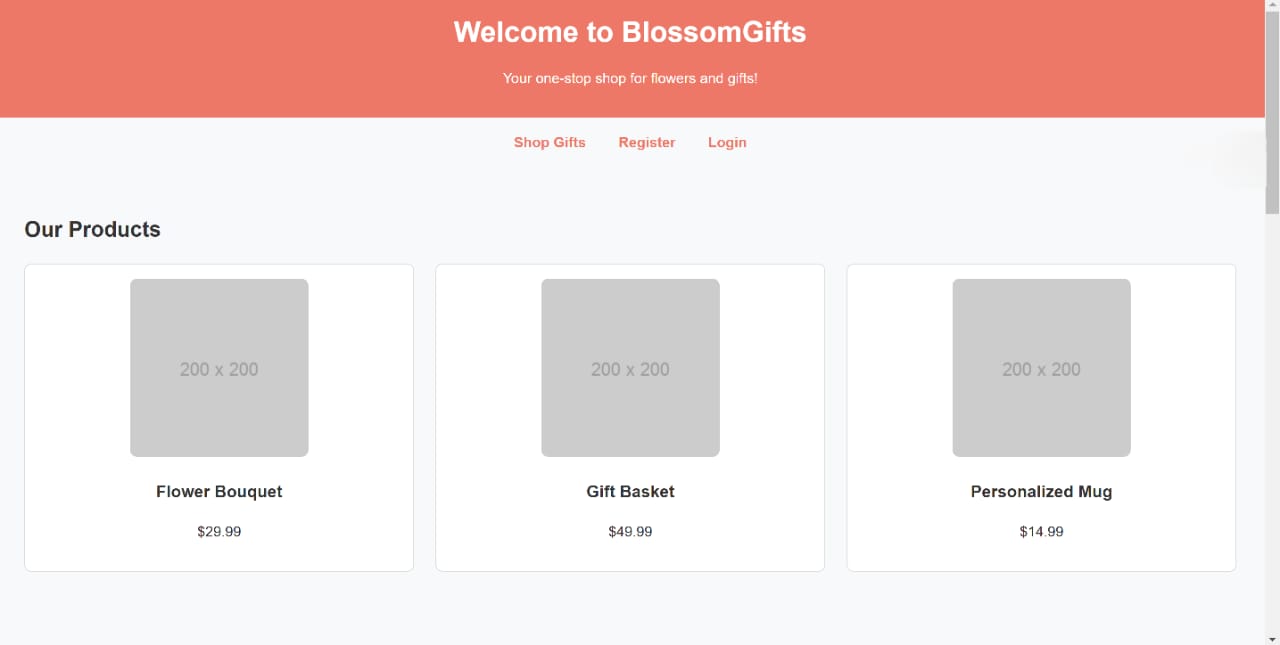 Welcome to BlossomGifts
Your one-stop shop for flowers and gifts!
Shop Gifts Register Login
Our Products
200 x 200 200 x 200 200 x 200
Flower Bouquet Gift Basket Personalized Mug
$29.99 $49.99 $14.99